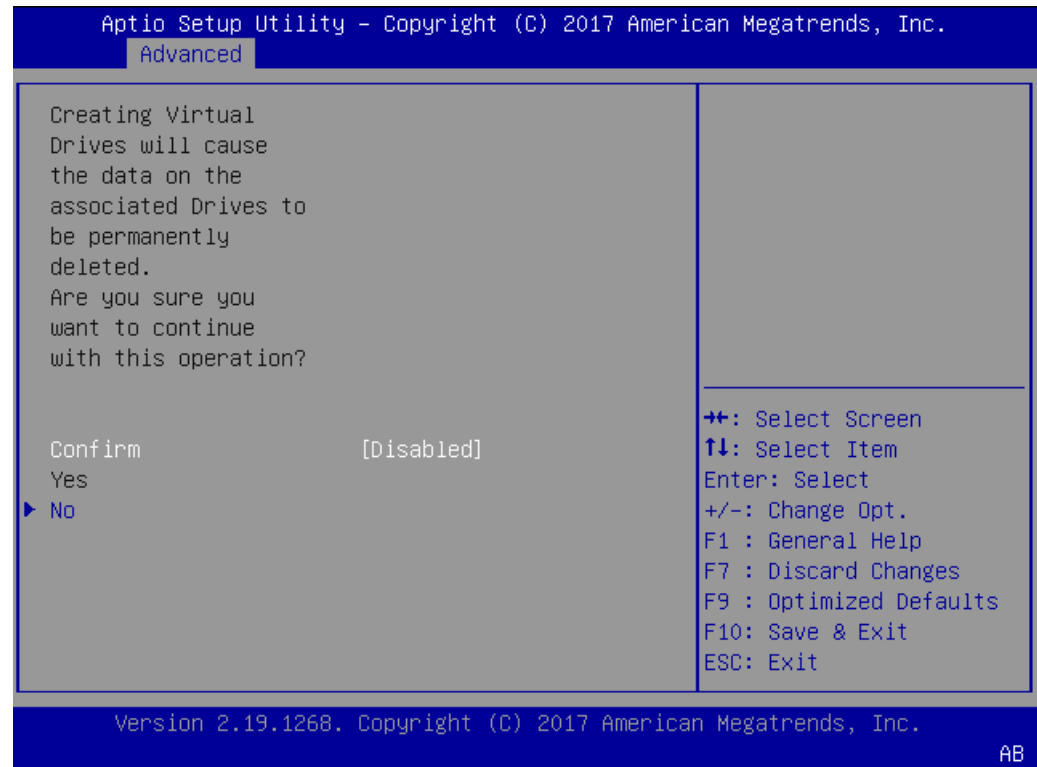 Aptio Setup Utility – Copyright (C) 2017 American Megatrends, Inc.
Advanced
Creating Virtual
Drives will cause
the data on the
associated Drives to
be permanently
deleted.
Are you sure you
want to continue
with this operation?
Confirm [Disabled]
Yes
No
→←: Select Screen
↑↓: Select Item
Enter: Select
+/-: Change Opt.
F1 : General Help
F7 : Discard Changes
F9 : Optimized Defaults
F10: Save & Exit
ESC: Exit
Version 2.19.1268. Copyright (C) 2017 American Megatrends, Inc.
AB